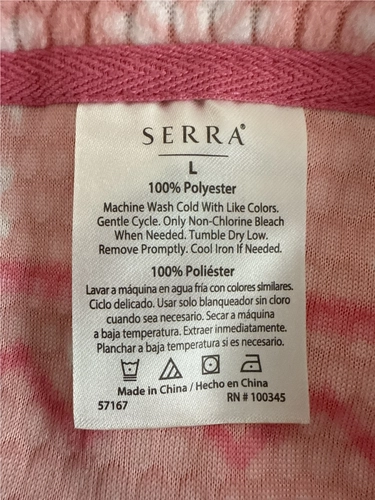 SERRA®
L
100% Polyester
Machine Wash Cold With Like Colors.
Gentle Cycle. Only Non-Chlorine Bleach
When Needed. Tumble Dry Low.
Remove Promptly. Cool Iron If Needed.
100% Poliéster
Lavar a máquina en agua fría con colores similares.
Ciclo delicado. Usar solo blanqueador sin cloro
cuando sea necesario. Secar a máquina
a baja temperatura. Extraer inmediatamente.
Planchar a baja temperatura si es necesario.
Made in China / Hecho en China
57167 RN # 100345